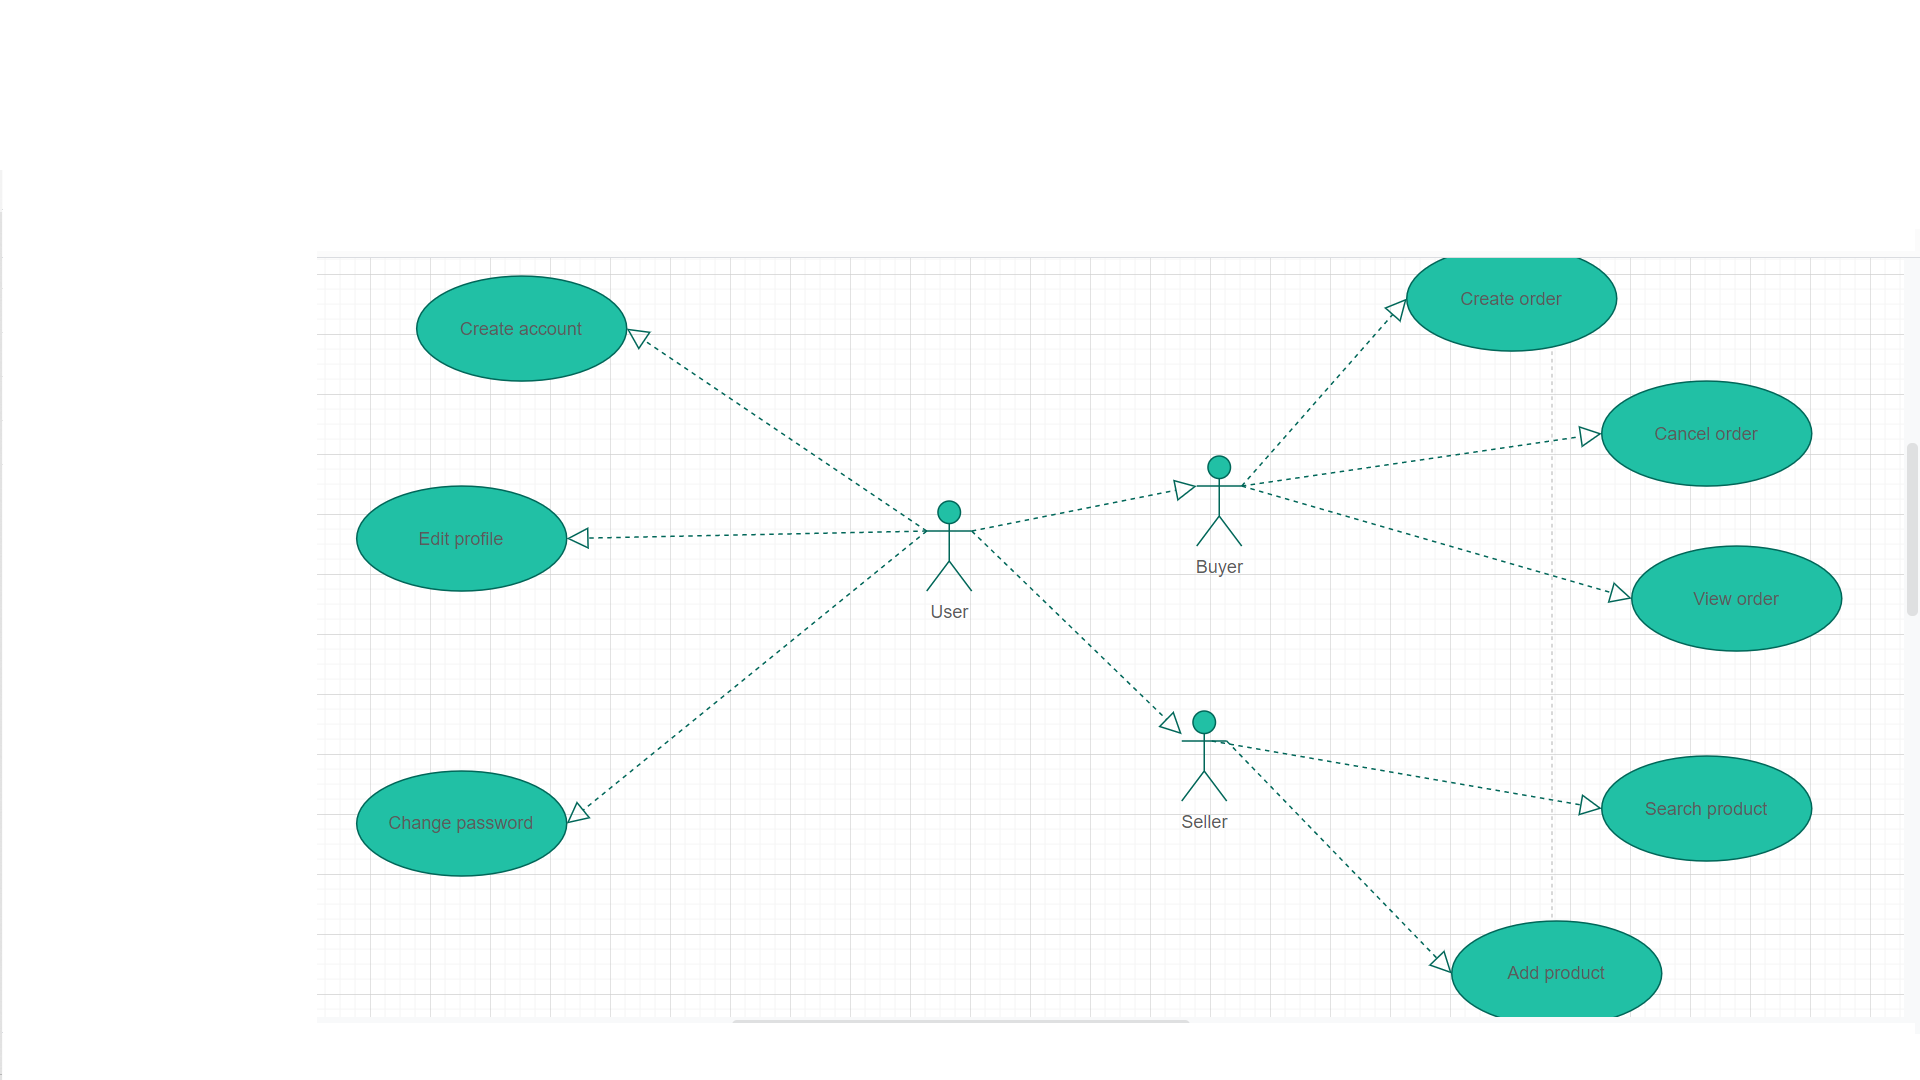 Create account
Create order
Cancel order
Edit profile
Buyer
User
View order
Change password
Seller
Search product
Add product